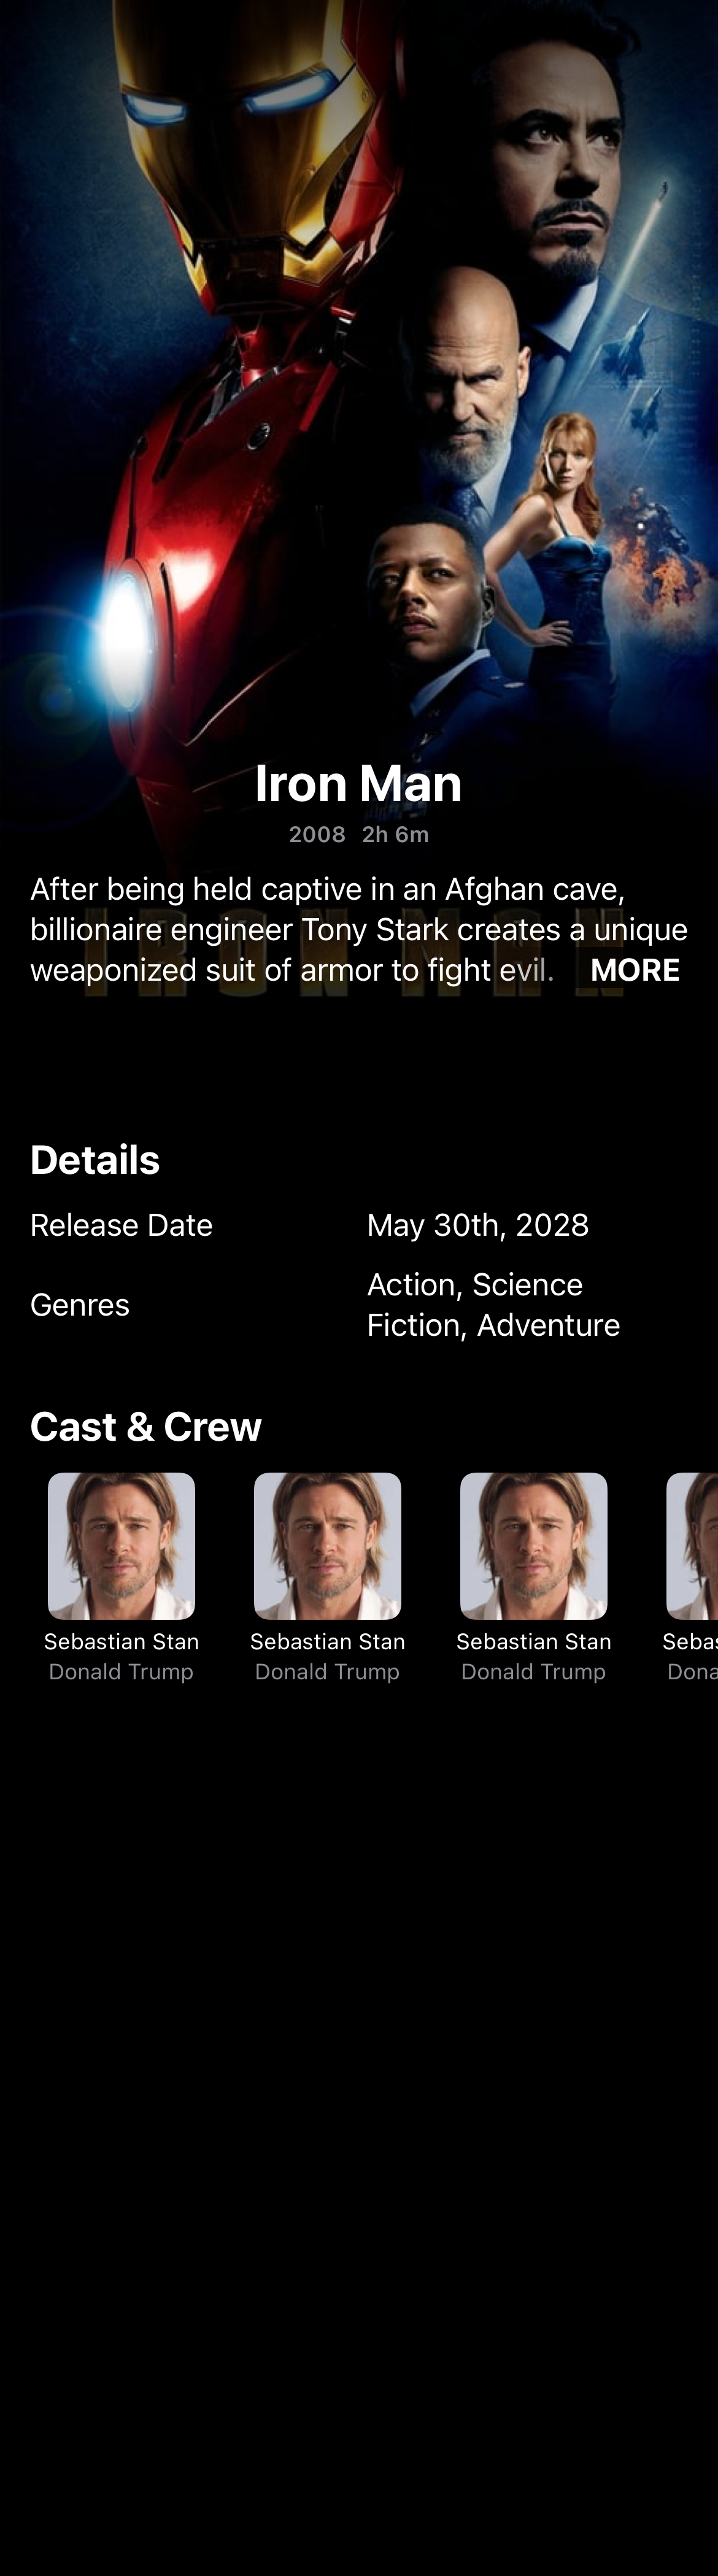 Iron Man
2008 2h 6m
After being held captive in an Afghan cave,
billionaire engineer Tony Stark creates a unique
weaponized suit of armor to fight evil. MORE
IRON MAN
Details
Release Date
May 30th, 2028
Genres
Action, Science
Fiction, Adventure
Cast & Crew
Sebastian Stan
Donald Trump
Sebastian Stan
Donald Trump
Sebastian Stan
Donald Trump
Sebas
Dona